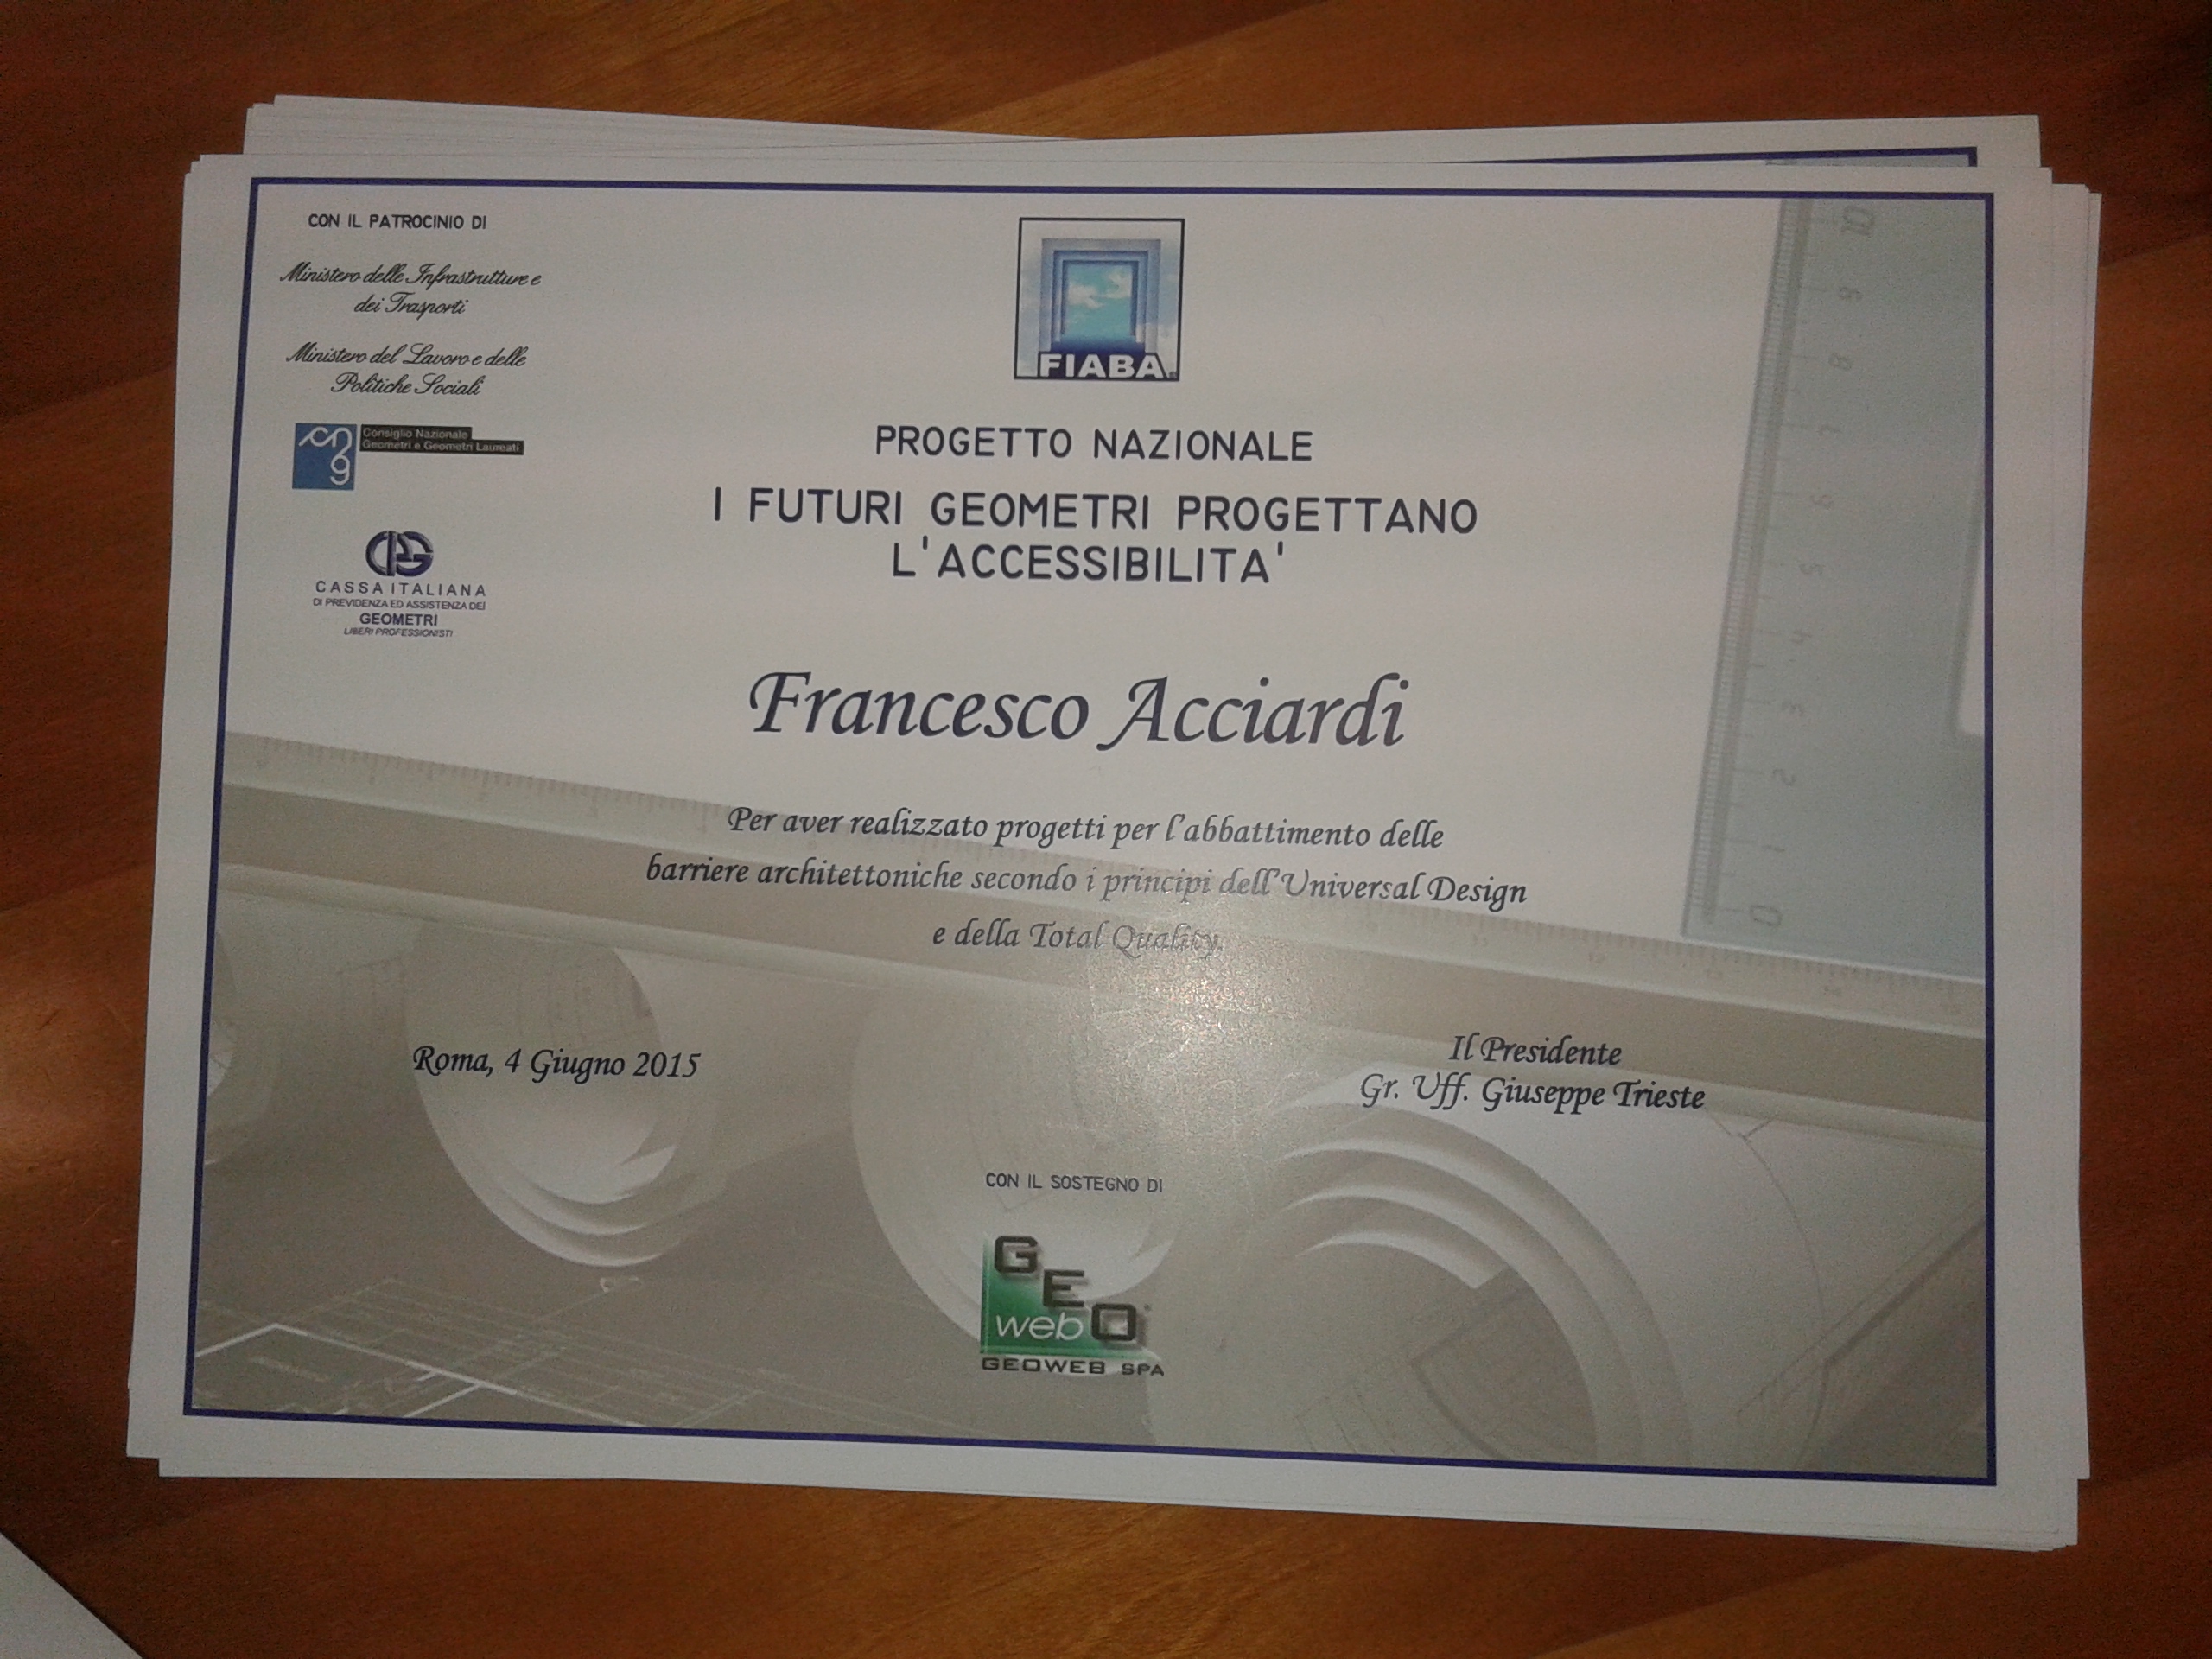 CON IL PATROCINIO DI
Ministero delle Infrastrutture e
dei Trasporti
Ministero del Lavoro e delle
Politiche Sociali
cng
Consiglio Nazionale
Geometri e Geometri Laureati
CASSA ITALIANA
DI PREVIDENZA ED ASSISTENZA DEI
GEOMETRI
LIBERI PROFESSIONISTI
FIABA
PROGETTO NAZIONALE
I FUTURI GEOMETRI PROGETTANO
L'ACCESSIBILITA'
Francesco Acciardi
Per aver realizzato progetti per l'abbattimento delle
barriere architettoniche secondo i principi dell'Universal Design
e della Total Quality.
Roma, 4 Giugno 2015
Il Presidente
Gr. Uff. Giuseppe Trieste
CON IL SOSTEGNO DI
GEO
web
GEOWEB SPA